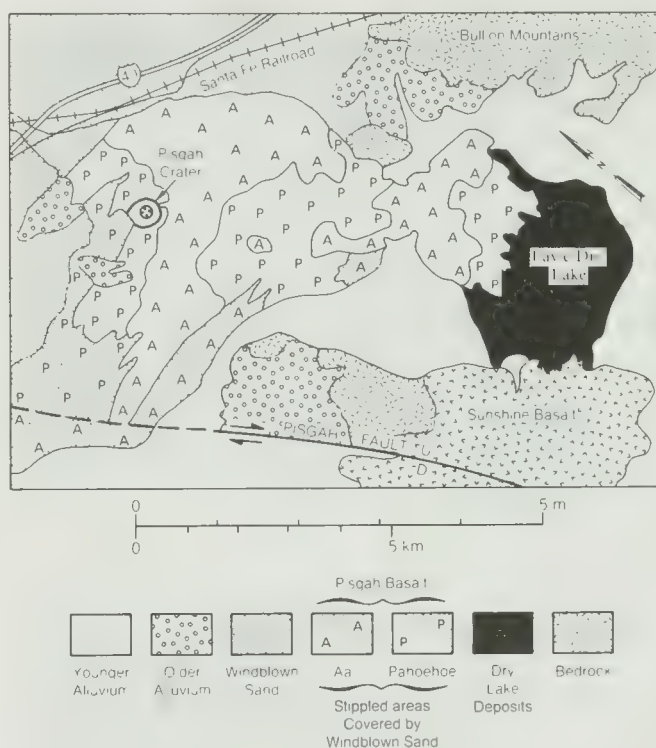 Bullion Mountains
40
Santa Fe Railroad
Pisgah
Crater
N
Lavic Dry
Lake
Sunshine Basalt
PISGAH FAULT U
D
0 5 mi
0 5 km
Pisgah Basalt
A A
P P
Younger
Alluvium
Older
Alluvium
Windblown
Sand
Aa
Pahoehoe
Dry
Lake
Deposits
Bedrock
Stippled areas
Covered by
Windblown Sand